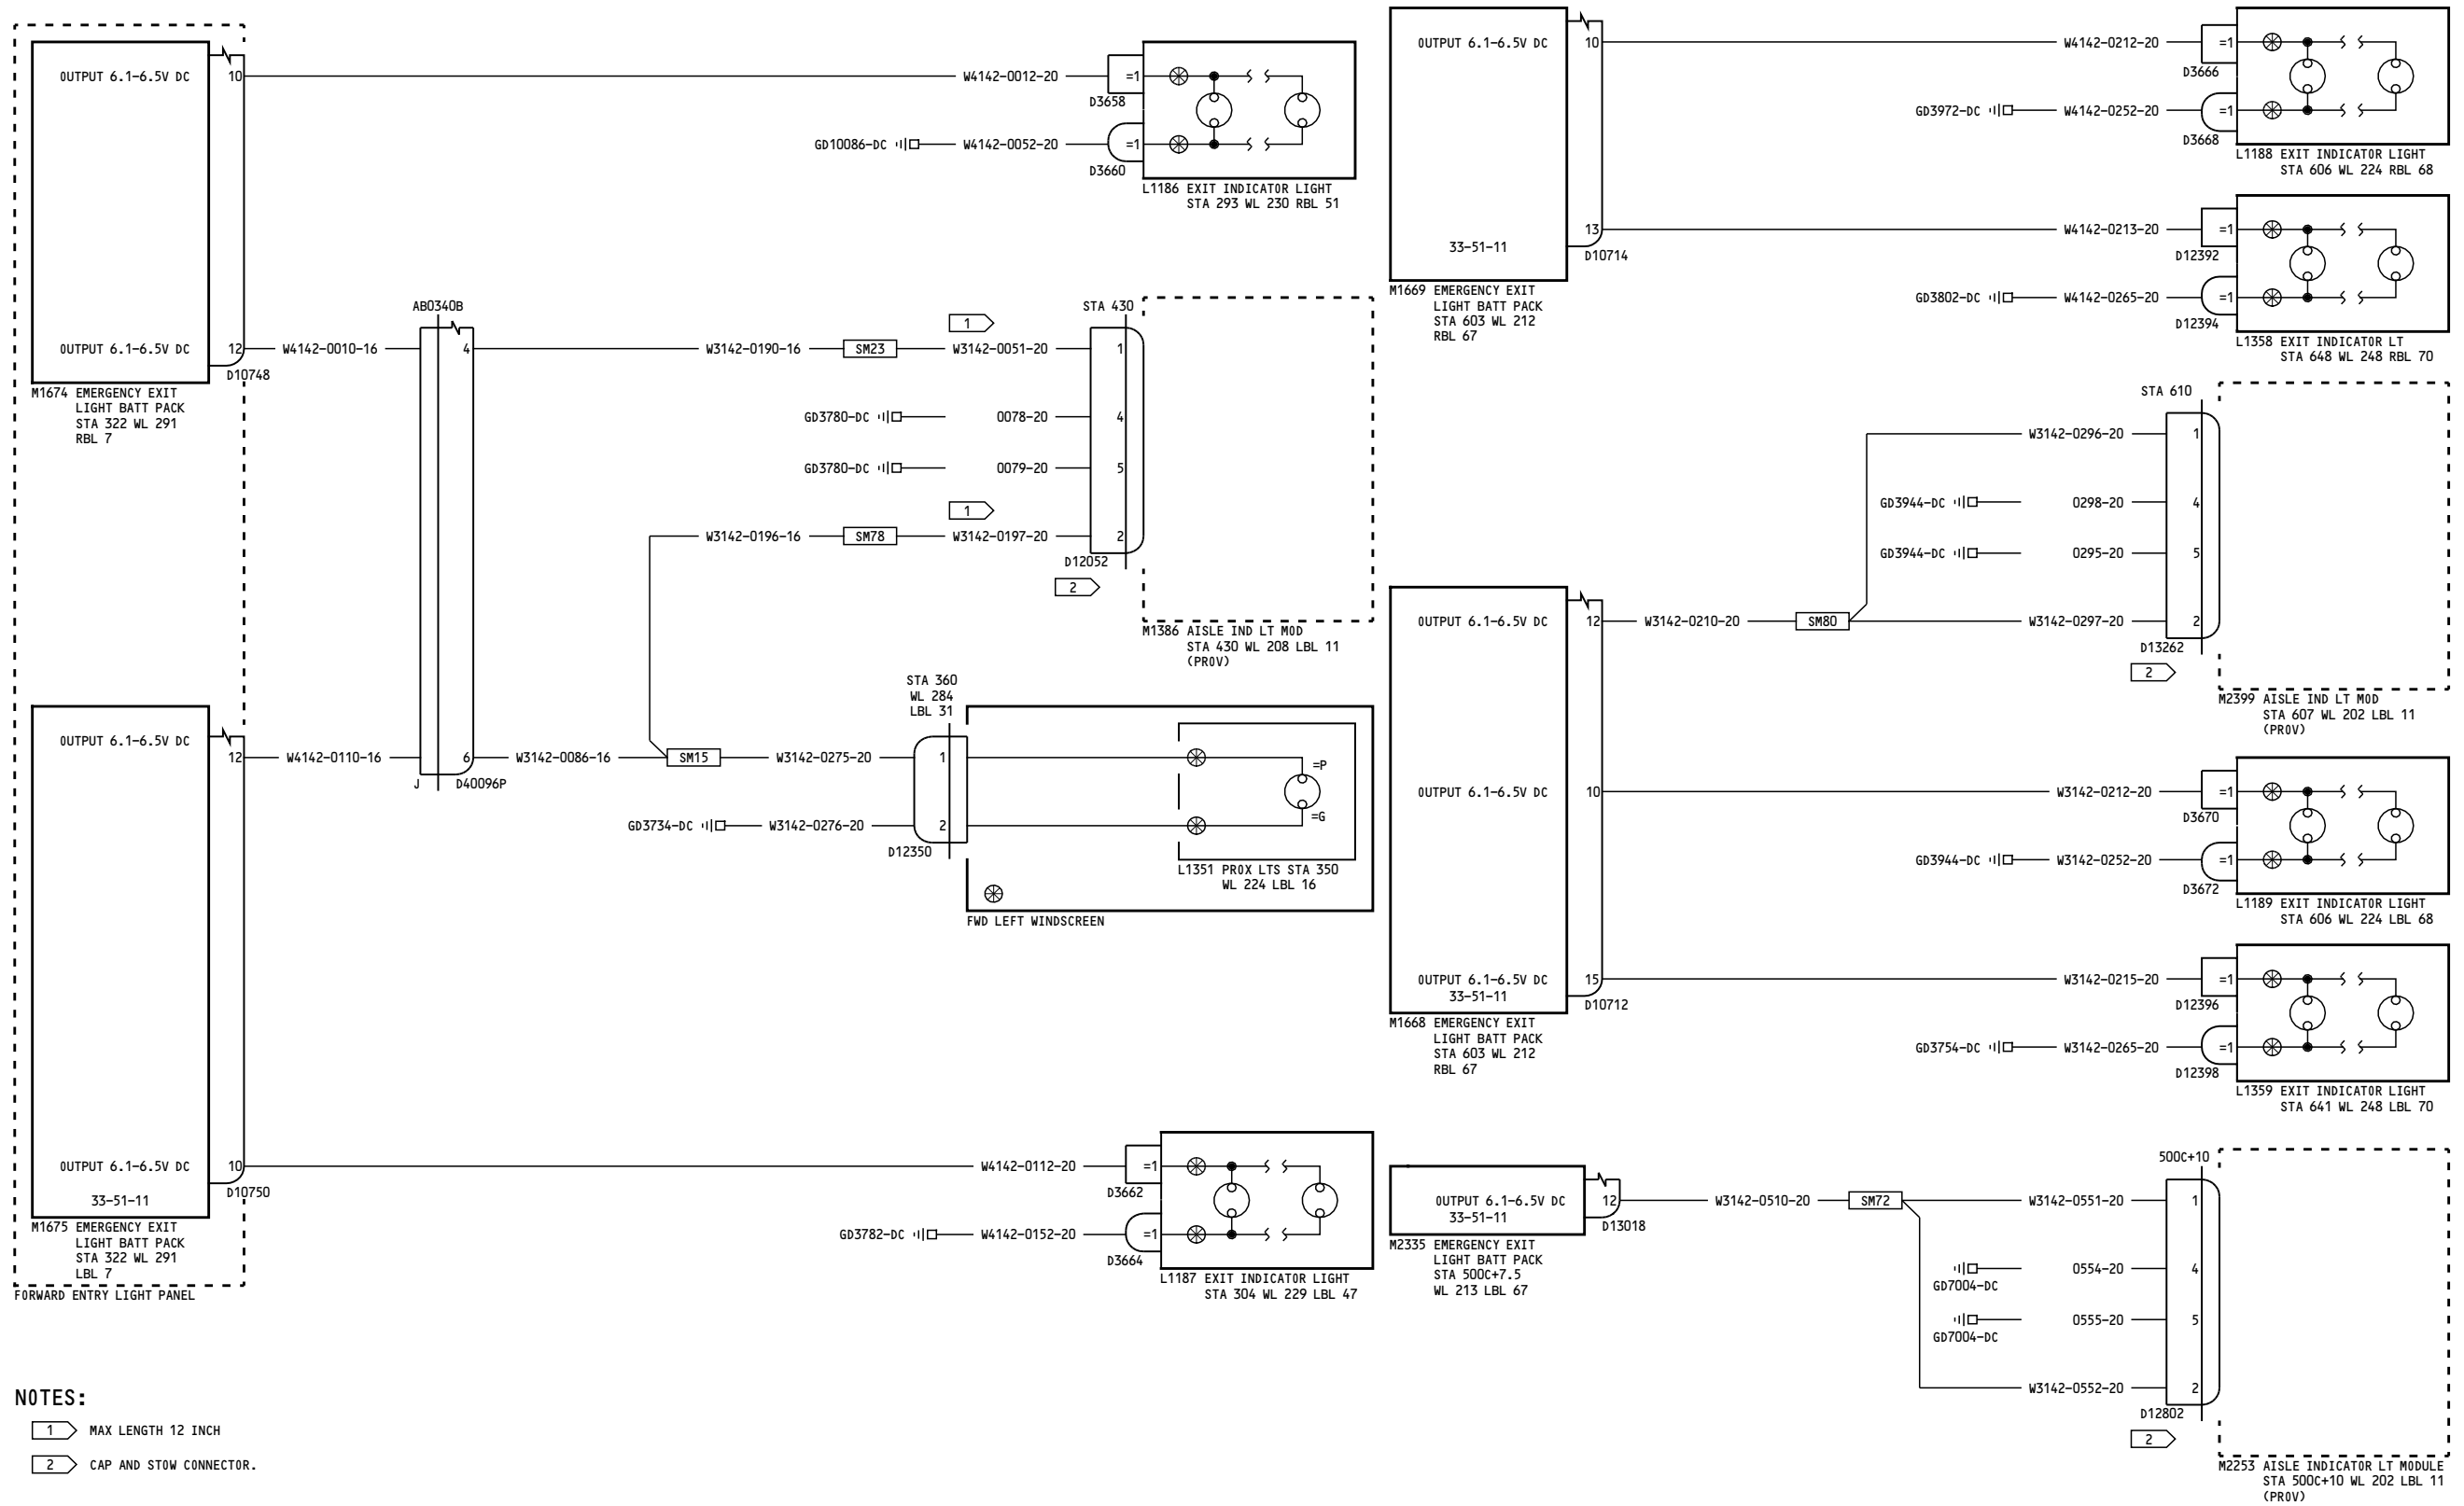 OUTPUT 6.1-6.5V DC
10
W4142-0012-20
=1
D3658
GD10086-DC
W4142-0052-20
=1
D3660
L1186 EXIT INDICATOR LIGHT
STA 293 WL 230 RBL 51
AB0340B
OUTPUT 6.1-6.5V DC
12
W4142-0010-16
4
W3142-0190-16
SM23
1
W3142-0051-20
STA 430
1
D10748
M1674 EMERGENCY EXIT
LIGHT BATT PACK
STA 322 WL 291
RBL 7
GD3780-DC
0078-20
4
GD3780-DC
0079-20
5
1
W3142-0196-16
SM78
W3142-0197-20
2
D12052
2
M1386 AISLE IND LT MOD
STA 430 WL 208 LBL 11
(PROV)
OUTPUT 6.1-6.5V DC
12
W4142-0110-16
6
J
D40096P
W3142-0086-16
SM15
W3142-0275-20
STA 360
WL 284
LBL 31
1
=P
GD3734-DC
W3142-0276-20
2
=G
D12350
L1351 PROX LTS STA 350
WL 224 LBL 16
FWD LEFT WINDSCREEN
OUTPUT 6.1-6.5V DC
10
33-51-11
D10750
M1675 EMERGENCY EXIT
LIGHT BATT PACK
STA 322 WL 291
LBL 7
FORWARD ENTRY LIGHT PANEL
W4142-0112-20
=1
D3662
GD3782-DC
W4142-0152-20
=1
D3664
L1187 EXIT INDICATOR LIGHT
STA 304 WL 229 LBL 47
NOTES:
1 MAX LENGTH 12 INCH
2 CAP AND STOW CONNECTOR.
OUTPUT 6.1-6.5V DC
10
W4142-0212-20
=1
D3666
GD3972-DC
W4142-0252-20
=1
D3668
L1188 EXIT INDICATOR LIGHT
STA 606 WL 224 RBL 68
33-51-11
13
D10714
M1669 EMERGENCY EXIT
LIGHT BATT PACK
STA 603 WL 212
RBL 67
W4142-0213-20
=1
D12392
GD3802-DC
W4142-0265-20
=1
D12394
L1358 EXIT INDICATOR LT
STA 648 WL 248 RBL 70
STA 610
W3142-0296-20
1
GD3944-DC
0298-20
4
GD3944-DC
0295-20
5
OUTPUT 6.1-6.5V DC
12
W3142-0210-20
SM80
W3142-0297-20
2
D13262
2
M2399 AISLE IND LT MOD
STA 607 WL 202 LBL 11
(PROV)
OUTPUT 6.1-6.5V DC
10
W3142-0212-20
=1
D3670
GD3944-DC
W3142-0252-20
=1
D3672
L1189 EXIT INDICATOR LIGHT
STA 606 WL 224 LBL 68
OUTPUT 6.1-6.5V DC
33-51-11
15
D10712
M1668 EMERGENCY EXIT
LIGHT BATT PACK
STA 603 WL 212
RBL 67
W3142-0215-20
=1
D12396
GD3754-DC
W3142-0265-20
=1
D12398
L1359 EXIT INDICATOR LIGHT
STA 641 WL 248 LBL 70
OUTPUT 6.1-6.5V DC
33-51-11
12
D13018
M2335 EMERGENCY EXIT
LIGHT BATT PACK
STA 500C+7.5
WL 213 LBL 67
W3142-0510-20
SM72
500C+10
W3142-0551-20
1
GD7004-DC
0554-20
4
GD7004-DC
0555-20
5
W3142-0552-20
2
D12802
2
M2253 AISLE INDICATOR LT MODULE
STA 500C+10 WL 202 LBL 11
(PROV)